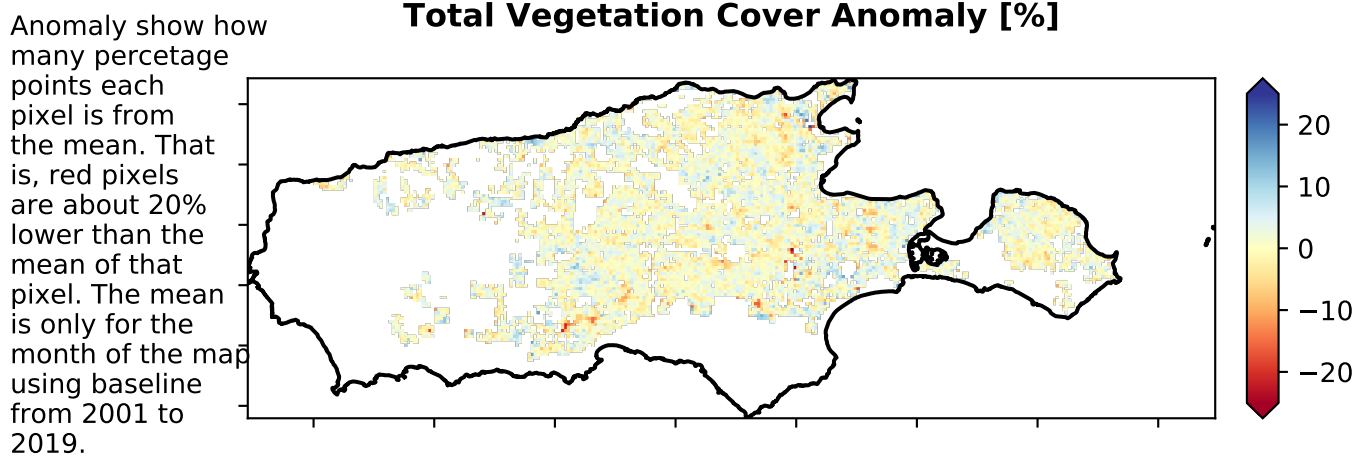 Total Vegetation Cover Anomaly [%]
Anomaly show how
many percetage
points each
pixel is from
the mean. That
is, red pixels
are about 20%
lower than the
mean of that
pixel. The mean
is only for the
month of the map
using baseline
from 2001 to
2019.
20
10
0
−10
−20